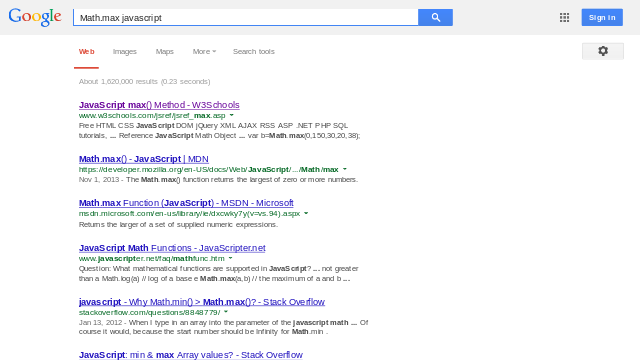 Google
Math.max javascript
Sign in
Web Images Maps More Search tools
About 1,620,000 results (0.23 seconds)
JavaScript max() Method - W3Schools
www.w3schools.com/jsref/jsref_max.asp
Free HTML CSS JavaScript DOM jQuery XML AJAX RSS ASP .NET PHP SQL
tutorials, ... Reference JavaScript Math Object ... var b=Math.max(0,150,30,20,38);
Math.max() - JavaScript | MDN
https://developer.mozilla.org/en-US/docs/Web/JavaScript/.../Math/max
Nov 1, 2013 - The Math.max() function returns the largest of zero or more numbers.
Math.max Function (JavaScript) - MSDN - Microsoft
msdn.microsoft.com/en-us/library/ie/dxcwky7y(v=vs.94).aspx
Returns the larger of a set of supplied numeric expressions.
JavaScript Math Functions - JavaScripter.net
www.javascripter.net/faq/mathfunc.htm
Question: What mathematical functions are supported in JavaScript? ... not greater
than a Math.log(a) // log of a base e Math.max(a,b) // the maximum of a and b ...
javascript - Why Math.min() > Math.max()? - Stack Overflow
stackoverflow.com/questions/8848779/
Jan 13, 2012 - When I type in an array into the parameter of the javascript math ... Of
course it would, because the start number should be Infinity for Math.min .
JavaScript: min & max Array values? - Stack Overflow